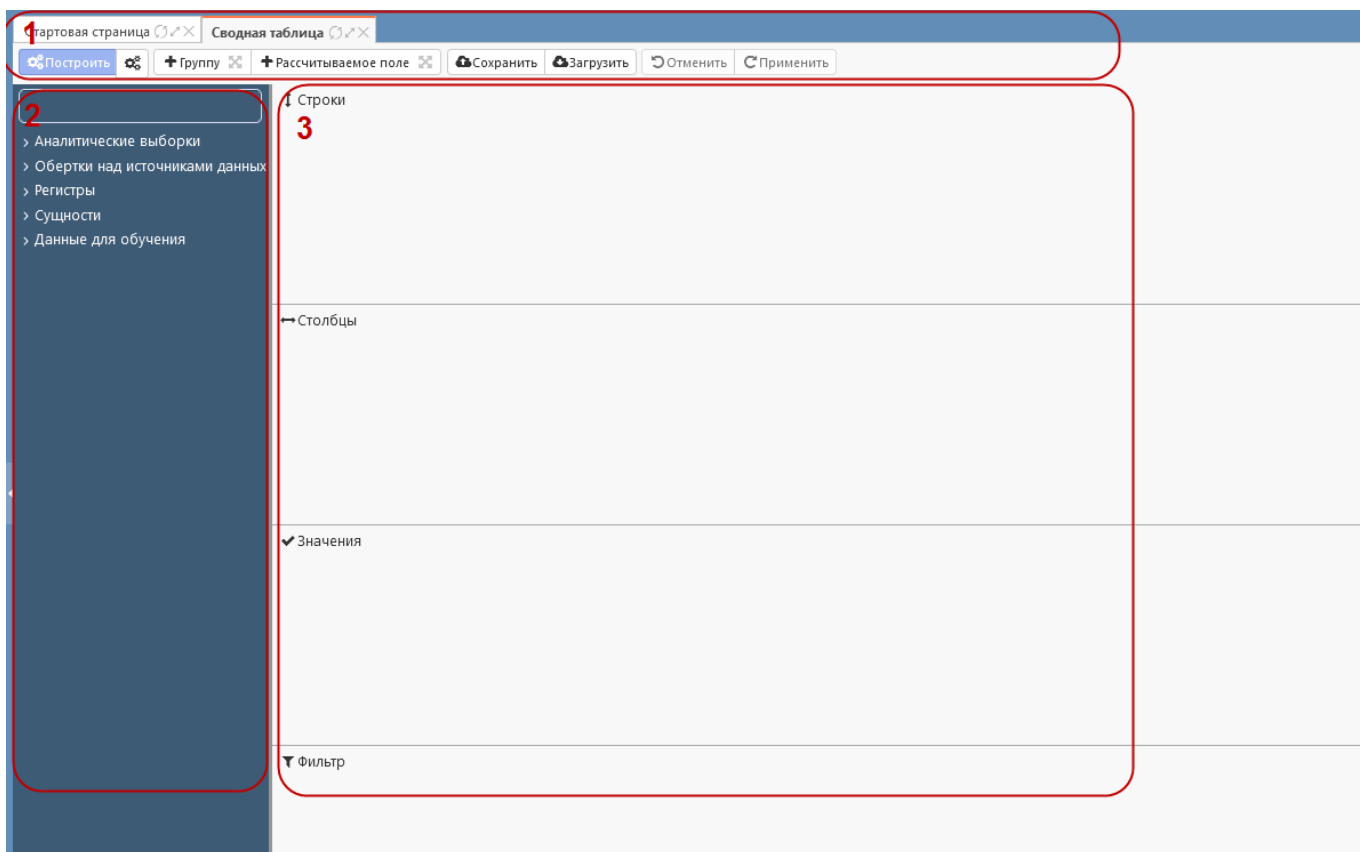 1
Стартовая страница Сводная таблица
Построить Группу Рассчитываемое поле Сохранить Загрузить Отменить Применить
2
Аналитические выборки
Обертки над источниками данных
Регистры
Сущности
Данные для обучения
Строки
3
Столбцы
Значения
Фильтр